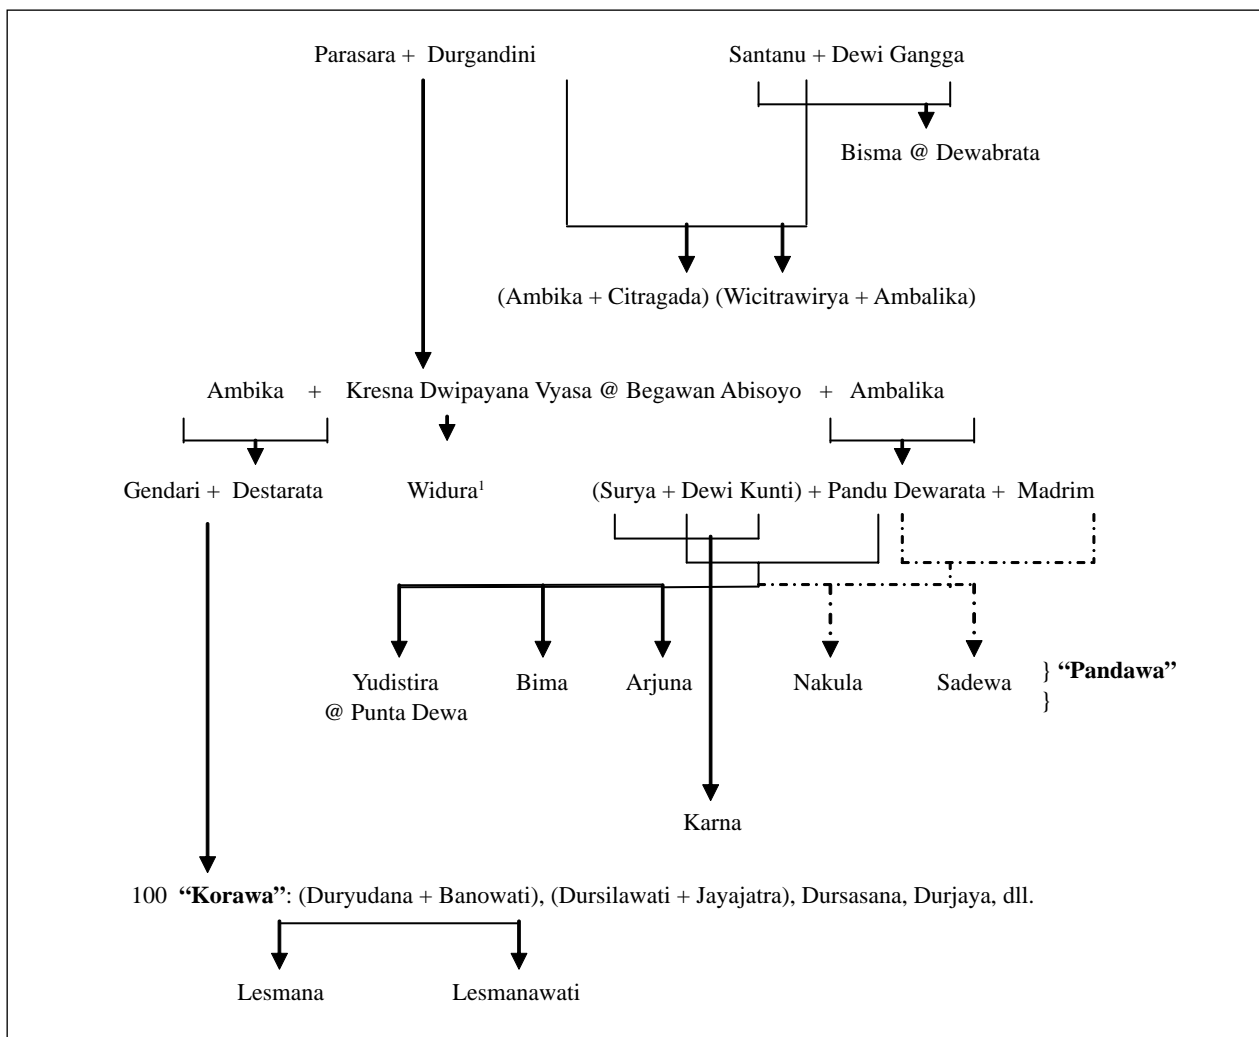 Parasara + Durgandini Santanu + Dewi Gangga
Bisma @ Dewabrata
(Ambika + Citragada) (Wicitrawirya + Ambalika)
Ambika + Kresna Dwipayana Vyasa @ Begawan Abisoyo + Ambalika
Gendari + Destarata Widura1 (Surya + Dewi Kunti) + Pandu Dewarata + Madrim
Yudistira Bima Arjuna Nakula Sadewa } “Pandawa”
@ Punta Dewa }
Karna
100 “Korawa”: (Duryudana + Banowati), (Dursilawati + Jayajatra), Dursasana, Durjaya, dll.
Lesmana Lesmanawati